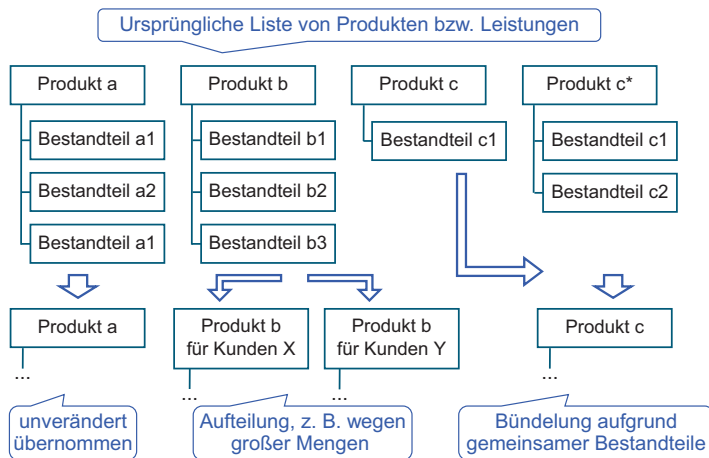 Ursprüngliche Liste von Produkten bzw. Leistungen
Produkt a
Bestandteil a1
Bestandteil a2
Bestandteil a1
Produkt b
Bestandteil b1
Bestandteil b2
Bestandteil b3
Produkt c
Bestandteil c1
Produkt c*
Bestandteil c1
Bestandteil c2
Produkt a
...
unverändert
übernommen
Produkt b
für Kunden X
...
Produkt b
für Kunden Y
...
Aufteilung, z. B. wegen
großer Mengen
Produkt c
...
Bündelung aufgrund
gemeinsamer Bestandteile